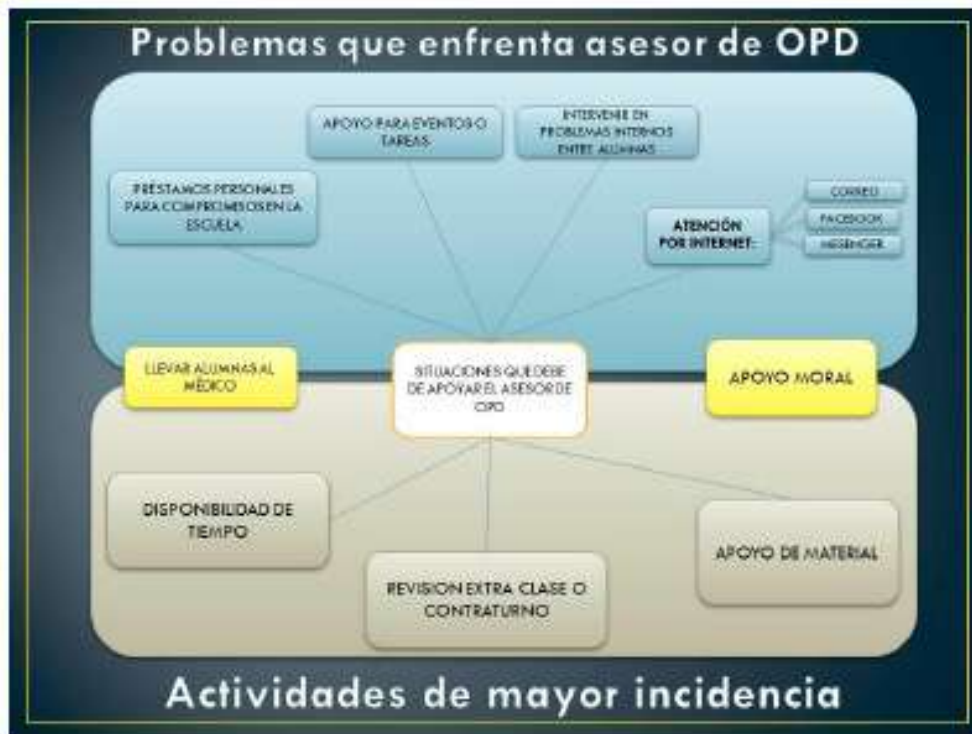 Problemas que enfrenta asesor de OPD
APOYO PARA EVENTOS O
TAREAS
INTERVENIR EN
PROBLEMAS INTERNOS
ENTRE ALUMNAS
PRÉSTAMOS PERSONALES
PARA COMPROMISOS EN LA
ESCUELA
ATENCIÓN
POR INTERNET:
CORREO
FACEBOOK
MESENGER
LLEVAR ALUMNAS AL
MÉDICO
SITUACIONES QUE DEBE
DE APOYAR EL ASESOR DE
OPD
APOYO MORAL
DISPONIBILIDAD DE
TIEMPO
REVISION EXTRA CLASE O
CONTRATURNO
APOYO DE MATERIAL
Actividades de mayor incidencia